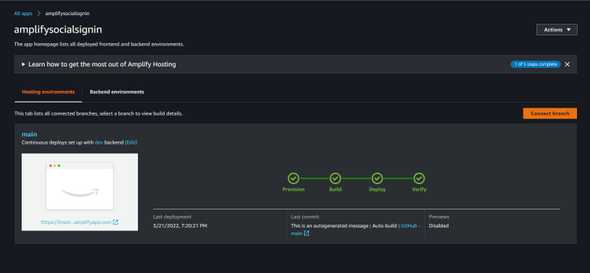 All apps > amplifysocialsignin
amplifysocialsignin
Actions
The app homepage lists all deployed frontend and backend environments.
Learn how to get the most out of Amplify Hosting
1 of 5 steps complete
Hosting environments
Backend environments
This tab lists all connected branches, select a branch to view build details.
Connect branch
main
Continuous deploys set up with dev backend (Edit)
Provision
Build
Deploy
Verify
https://main...amplifyapp.com
Last deployment
5/21/2022, 7:20:21 PM
Last commit
This is an autogenerated message | Auto-build | GitHub -
main
Previews
Disabled